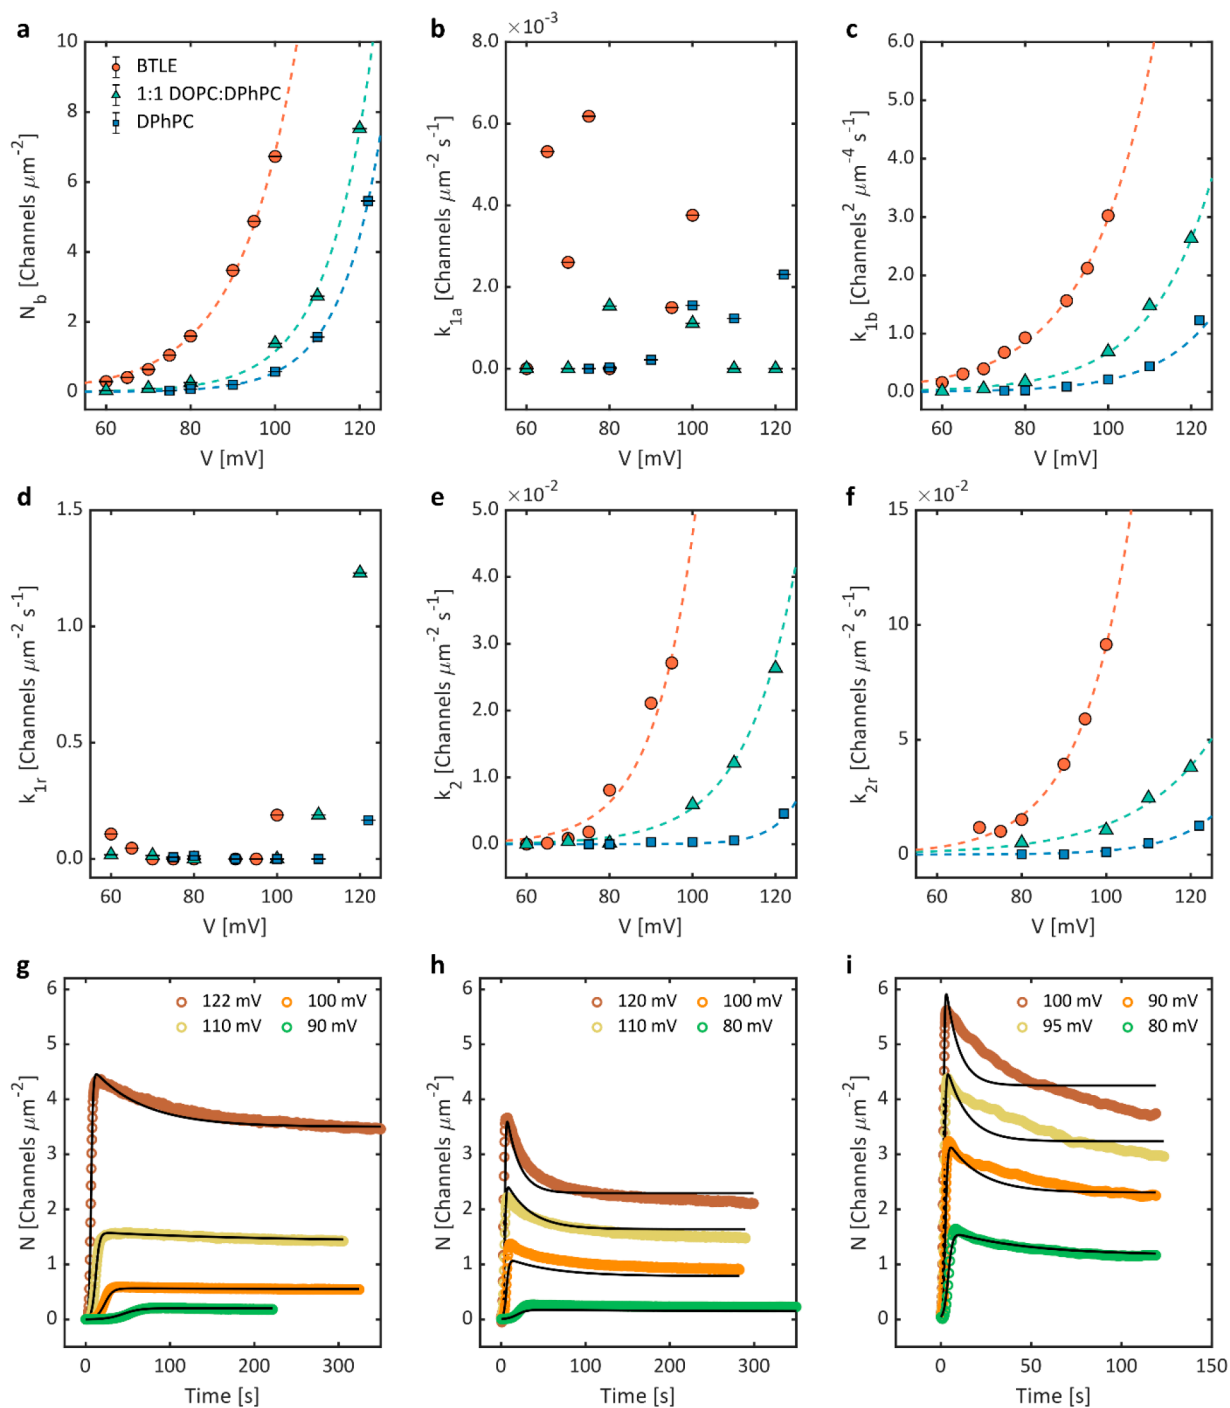 a
10
8
6
4
2
0
N_b [Channels μm⁻²]
BTLE
1:1 DOPC:DPhPC
DPhPC
60 80 100 120
V [mV]
b
×10⁻³
8.0
6.0
4.0
2.0
0.0
k_1a [Channels μm⁻² s⁻¹]
60 80 100 120
V [mV]
c
6.0
5.0
4.0
3.0
2.0
1.0
0.0
k_1b [Channels² μm⁻⁴ s⁻¹]
60 80 100 120
V [mV]
d
1.5
1.0
0.5
0.0
k_1r [Channels μm⁻² s⁻¹]
60 80 100 120
V [mV]
e
×10⁻²
5.0
4.0
3.0
2.0
1.0
0.0
k_2 [Channels μm⁻² s⁻¹]
60 80 100 120
V [mV]
f
×10⁻²
15
10
5
0
k_2r [Channels μm⁻² s⁻¹]
60 80 100 120
V [mV]
g
6
5
4
3
2
1
0
N [Channels μm⁻²]
122 mV 100 mV
110 mV 90 mV
0 100 200 300
Time [s]
h
6
5
4
3
2
1
0
N [Channels μm⁻²]
120 mV 100 mV
110 mV 80 mV
0 100 200 300
Time [s]
i
6
5
4
3
2
1
0
N [Channels μm⁻²]
100 mV 90 mV
95 mV 80 mV
0 50 100 150
Time [s]